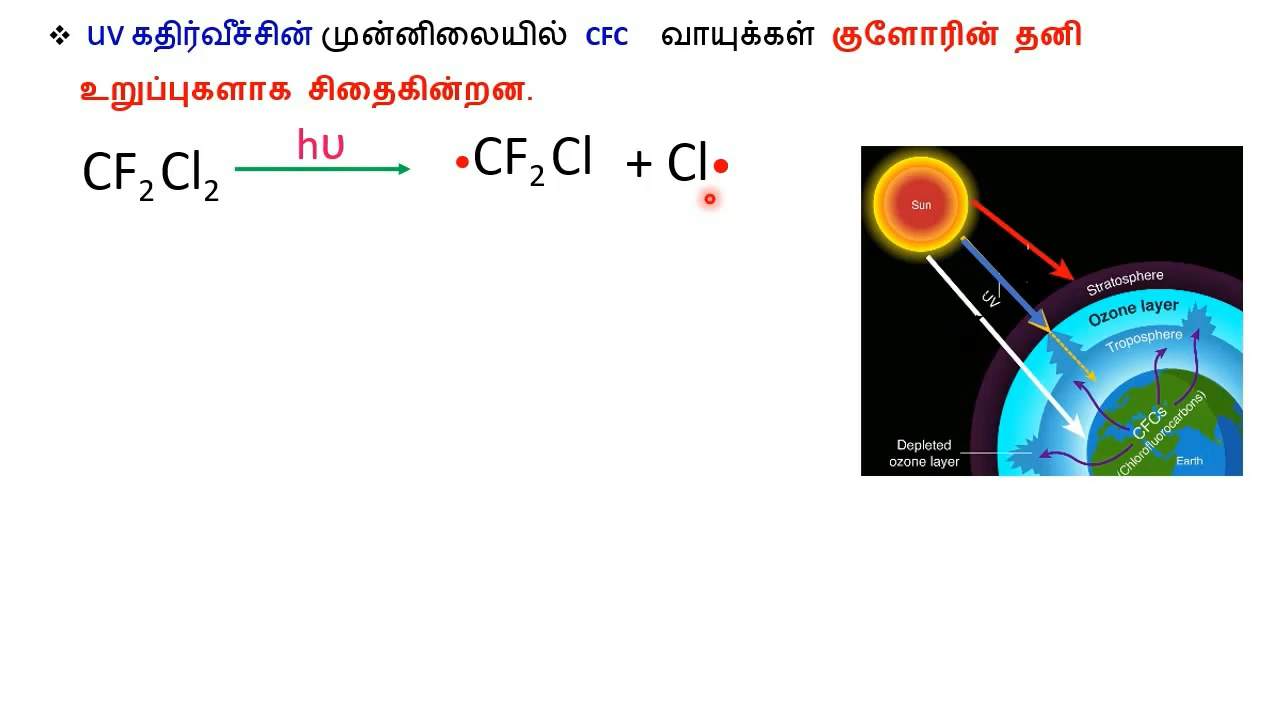 ❖ UV கதிர்வீச்சின் முன்னிலையில் CFC வாயுக்கள் குளோரின் தனி
உறுப்புகளாக சிதைகின்றன.
hυ
CF₂Cl₂ → •CF₂Cl + Cl•
Sun
Stratosphere
UV
Ozone layer
Troposphere
CFCs
(Chlorofluorocarbons)
Depleted
ozone layer
Earth